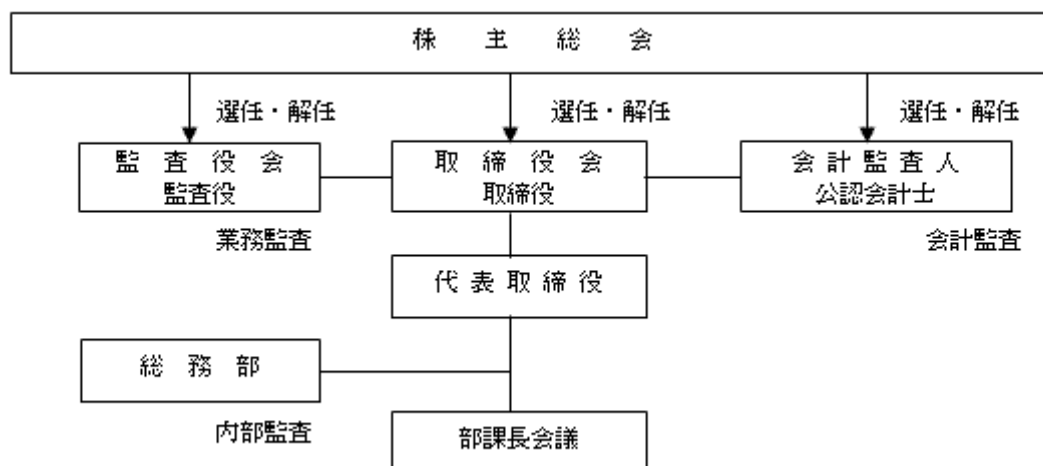 株主総会
選任・解任
選任・解任
選任・解任
監査役会
監査役
取締役会
取締役
会計監査人
公認会計士
業務監査
会計監査
代表取締役
総務部
内部監査
部課長会議